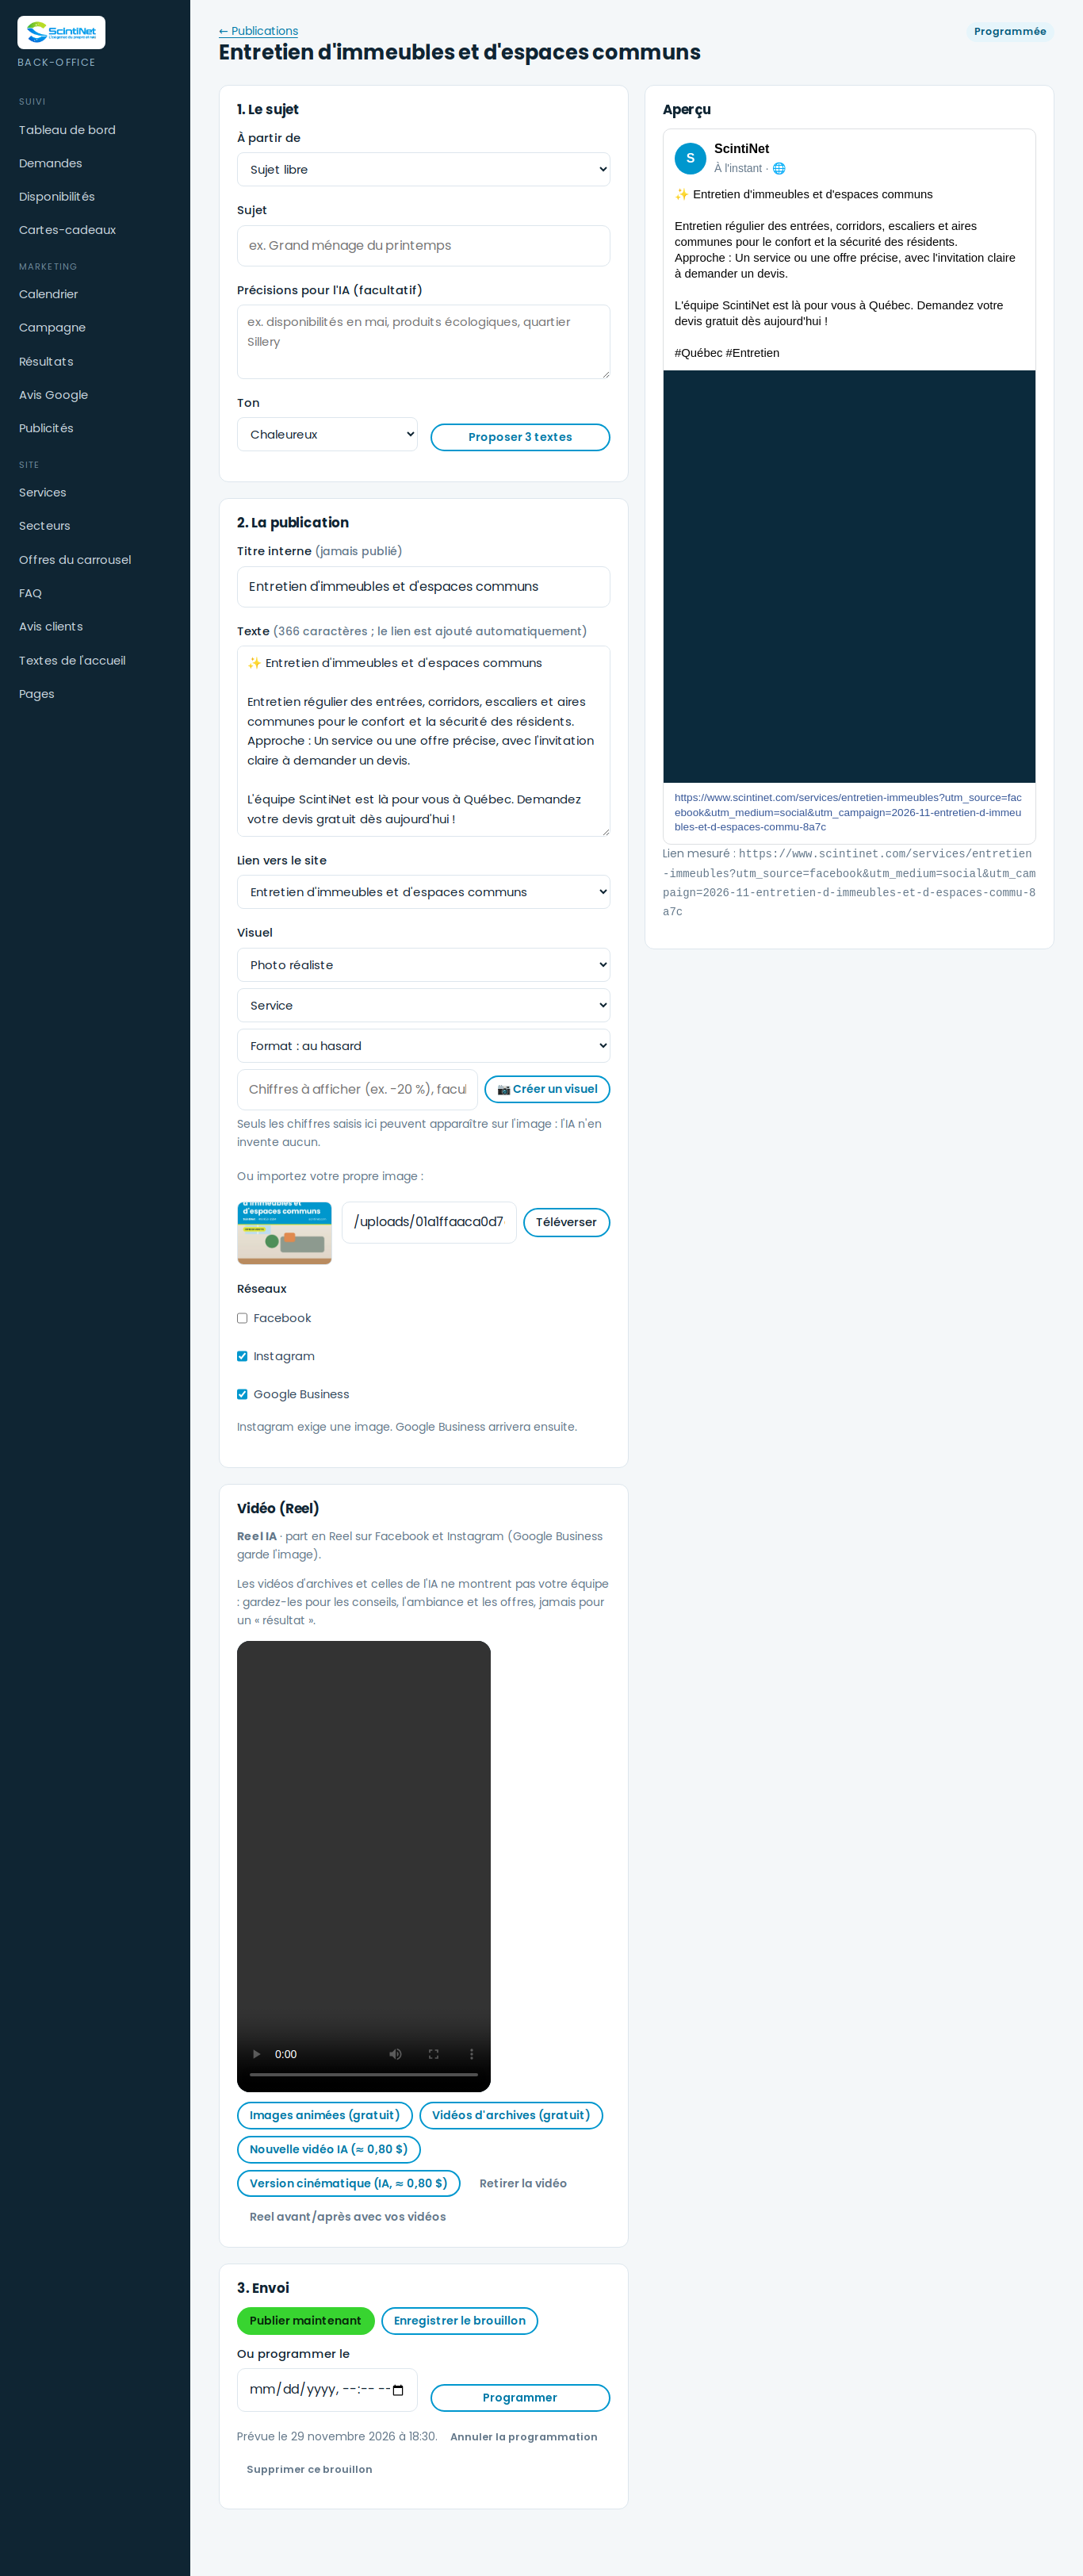 ScintiNet
BACK-OFFICE
SUIVI
Tableau de bord
Demandes
Disponibilités
Cartes-cadeaux
MARKETING
Calendrier
Campagne
Résultats
Avis Google
Publicités
SITE
Services
Secteurs
Offres du carrousel
FAQ
Avis clients
Textes de l'accueil
Pages
← Publications
Programmée
Entretien d'immeubles et d'espaces communs
1. Le sujet
À partir de
Sujet libre
Sujet
ex. Grand ménage du printemps
Précisions pour l'IA (facultatif)
ex. disponibilités en mai, produits écologiques, quartier
Sillery
Ton
Chaleureux
Proposer 3 textes
2. La publication
Titre interne (jamais publié)
Entretien d'immeubles et d'espaces communs
Texte (366 caractères ; le lien est ajouté automatiquement)
✨ Entretien d'immeubles et d'espaces communs
Entretien régulier des entrées, corridors, escaliers et aires
communes pour le confort et la sécurité des résidents.
Approche : Un service ou une offre précise, avec l'invitation
claire à demander un devis.
L'équipe ScintiNet est là pour vous à Québec. Demandez
votre devis gratuit dès aujourd'hui !
Lien vers le site
Entretien d'immeubles et d'espaces communs
Visuel
Photo réaliste
Service
Format : au hasard
Chiffres à afficher (ex. −20 %), facul
📷 Créer un visuel
Seuls les chiffres saisis ici peuvent apparaître sur l'image : l'IA n'en
invente aucun.
Ou importez votre propre image :
d'immeubles et
d'espaces communs
/uploads/01a1ffaaca0d7
Téléverser
Réseaux
Facebook
Instagram
Google Business
Instagram exige une image. Google Business arrivera ensuite.
Vidéo (Reel)
Reel IA · part en Reel sur Facebook et Instagram (Google Business
garde l'image).
Les vidéos d'archives et celles de l'IA ne montrent pas votre équipe
: gardez-les pour les conseils, l'ambiance et les offres, jamais pour
un « résultat ».
0:00
Images animées (gratuit)
Vidéos d'archives (gratuit)
Nouvelle vidéo IA (≈ 0,80 $)
Version cinématique (IA, ≈ 0,80 $)
Retirer la vidéo
Reel avant/après avec vos vidéos
3. Envoi
Publier maintenant
Enregistrer le brouillon
Ou programmer le
mm/dd/yyyy, --:-- --
Programmer
Prévue le 29 novembre 2026 à 18:30.
Annuler la programmation
Supprimer ce brouillon
Aperçu
S
ScintiNet
À l'instant · 🌐
✨ Entretien d'immeubles et d'espaces communs
Entretien régulier des entrées, corridors, escaliers et aires
communes pour le confort et la sécurité des résidents.
Approche : Un service ou une offre précise, avec l'invitation claire
à demander un devis.
L'équipe ScintiNet est là pour vous à Québec. Demandez votre
devis gratuit dès aujourd'hui !
#Québec #Entretien
https://www.scintinet.com/services/entretien-immeubles?utm_source=fac
ebook&utm_medium=social&utm_campaign=2026-11-entretien-d-immeu
bles-et-d-espaces-commu-8a7c
Lien mesuré : https://www.scintinet.com/services/entretien
-immeubles?utm_source=facebook&utm_medium=social&utm_cam
paign=2026-11-entretien-d-immeubles-et-d-espaces-commu-8
a7c